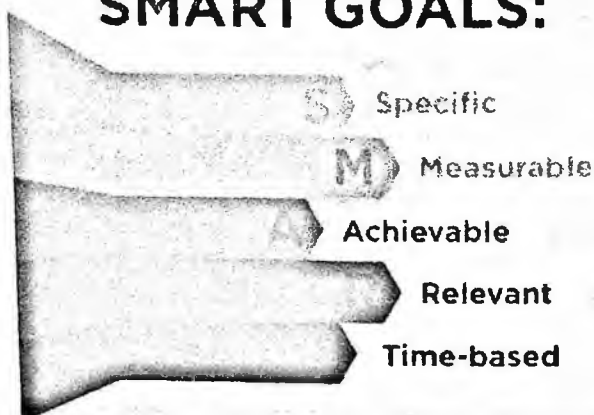 SMART GOALS:
S Specific
M Measurable
A Achievable
Relevant
Time-based